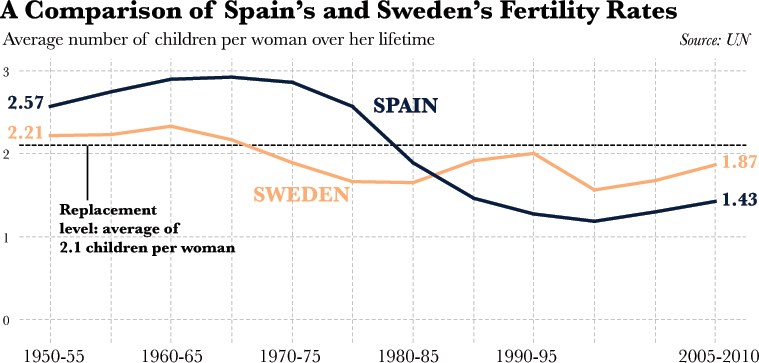 A Comparison of Spain's and Sweden's Fertility Rates
Average number of children per woman over her lifetime
Source: UN
3
2.57
SPAIN
2.21
2
1.87
SWEDEN
1.43
Replacement
level: average of
2.1 children per woman
1
0
1950-55 1960-65 1970-75 1980-85 1990-95 2005-2010